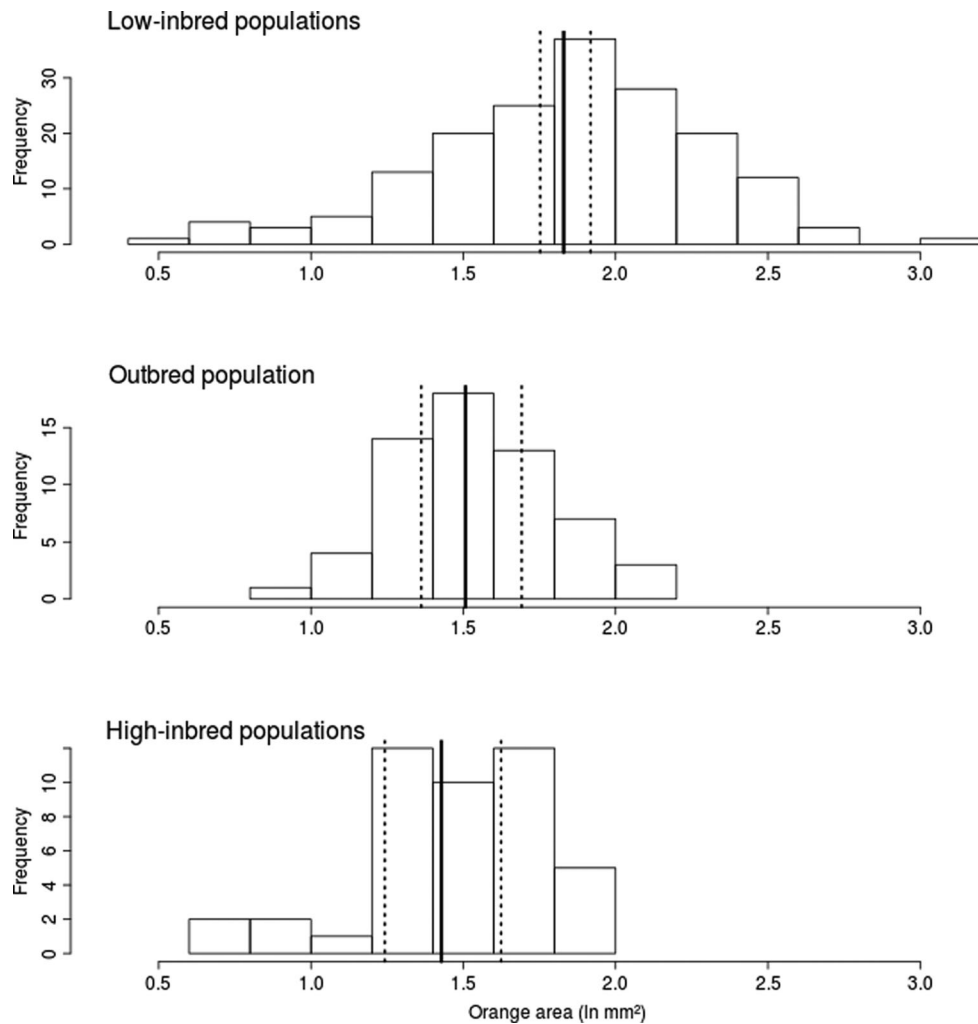 Low-inbred populations
Frequency
0 10 20 30
0.5 1.0 1.5 2.0 2.5 3.0
Outbred population
Frequency
0 5 10 15
0.5 1.0 1.5 2.0 2.5 3.0
High-inbred populations
Frequency
0 2 4 6 8 10
0.5 1.0 1.5 2.0 2.5 3.0
Orange area (ln mm²)